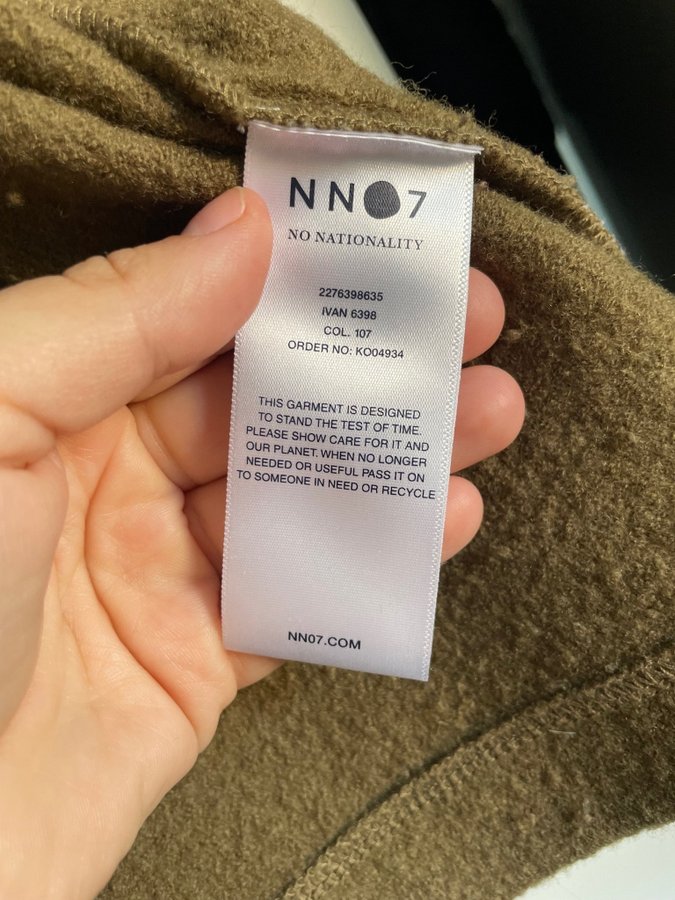 NN07
NO NATIONALITY
2276398635
IVAN 6398
COL. 107
ORDER NO: KO04934
THIS GARMENT IS DESIGNED
TO STAND THE TEST OF TIME.
PLEASE SHOW CARE FOR IT AND
OUR PLANET. WHEN NO LONGER
NEEDED OR USEFUL PASS IT ON
TO SOMEONE IN NEED OR RECYCLE
NN07.COM